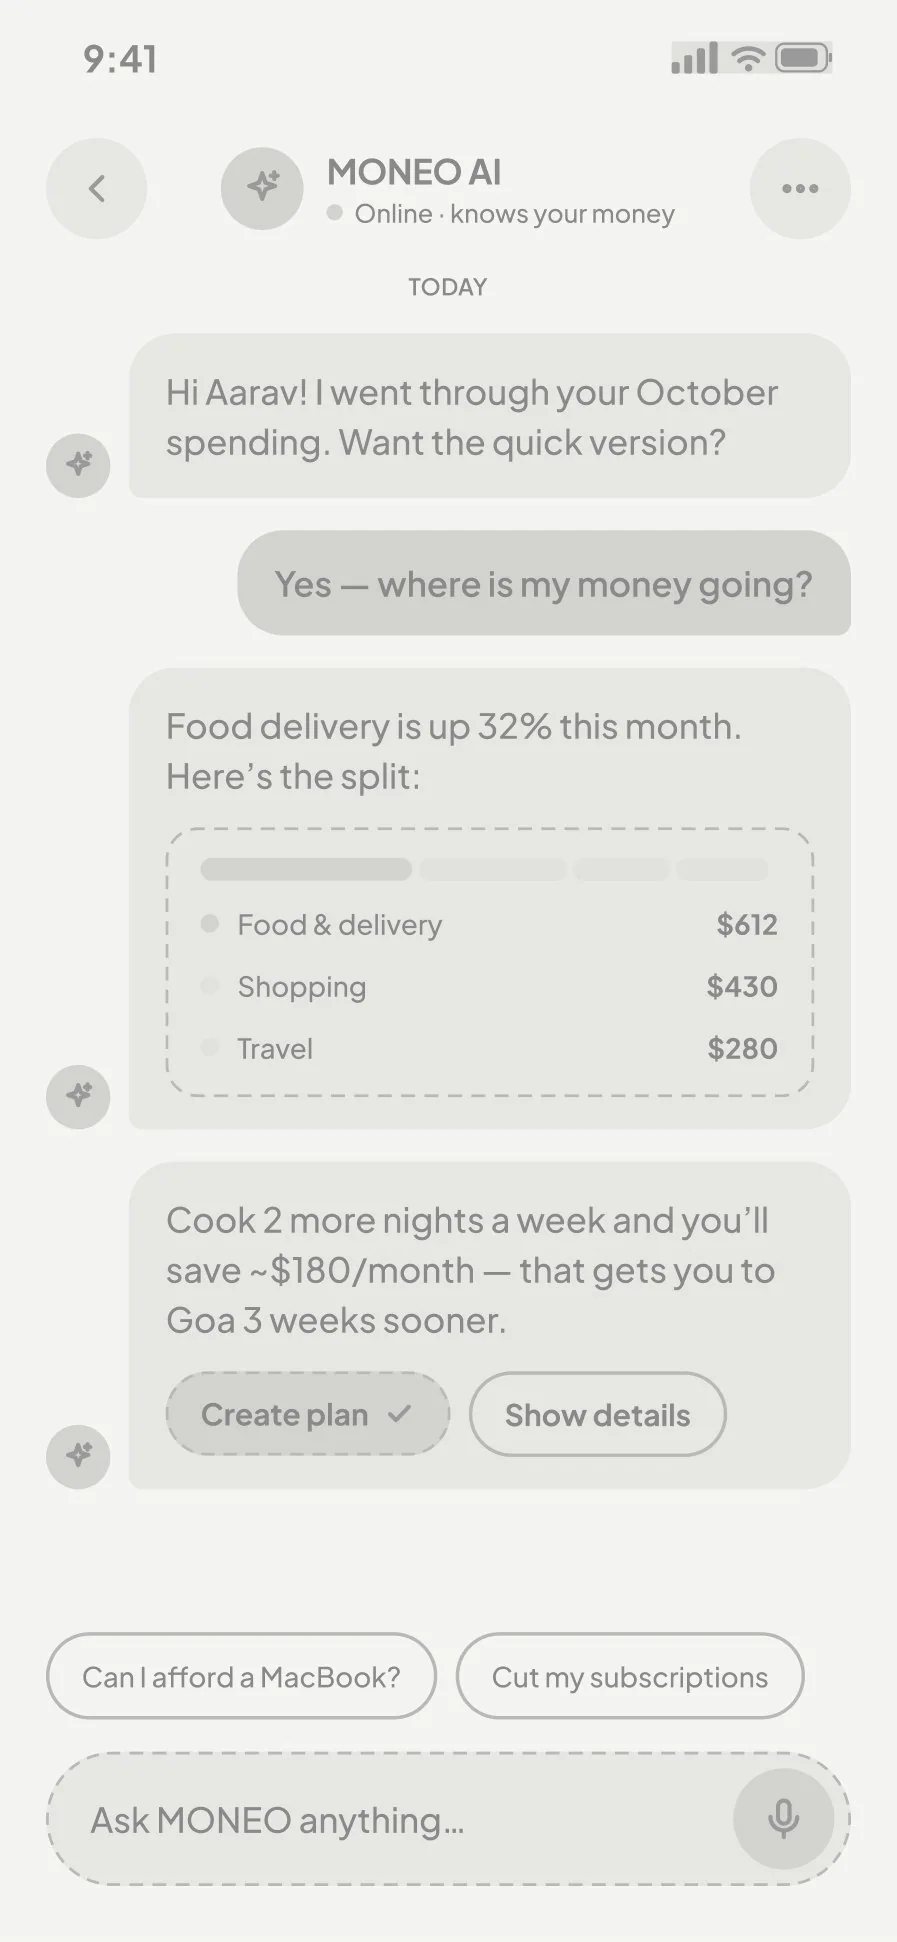 9:41
MONEO AI
Online · knows your money
TODAY
Hi Aarav! I went through your October
spending. Want the quick version?
Yes — where is my money going?
Food delivery is up 32% this month.
Here’s the split:
Food & delivery $612
Shopping $430
Travel $280
Cook 2 more nights a week and you’ll
save ~$180/month — that gets you to
Goa 3 weeks sooner.
Create plan Show details
Can I afford a MacBook? Cut my subscriptions
Ask MONEO anything…